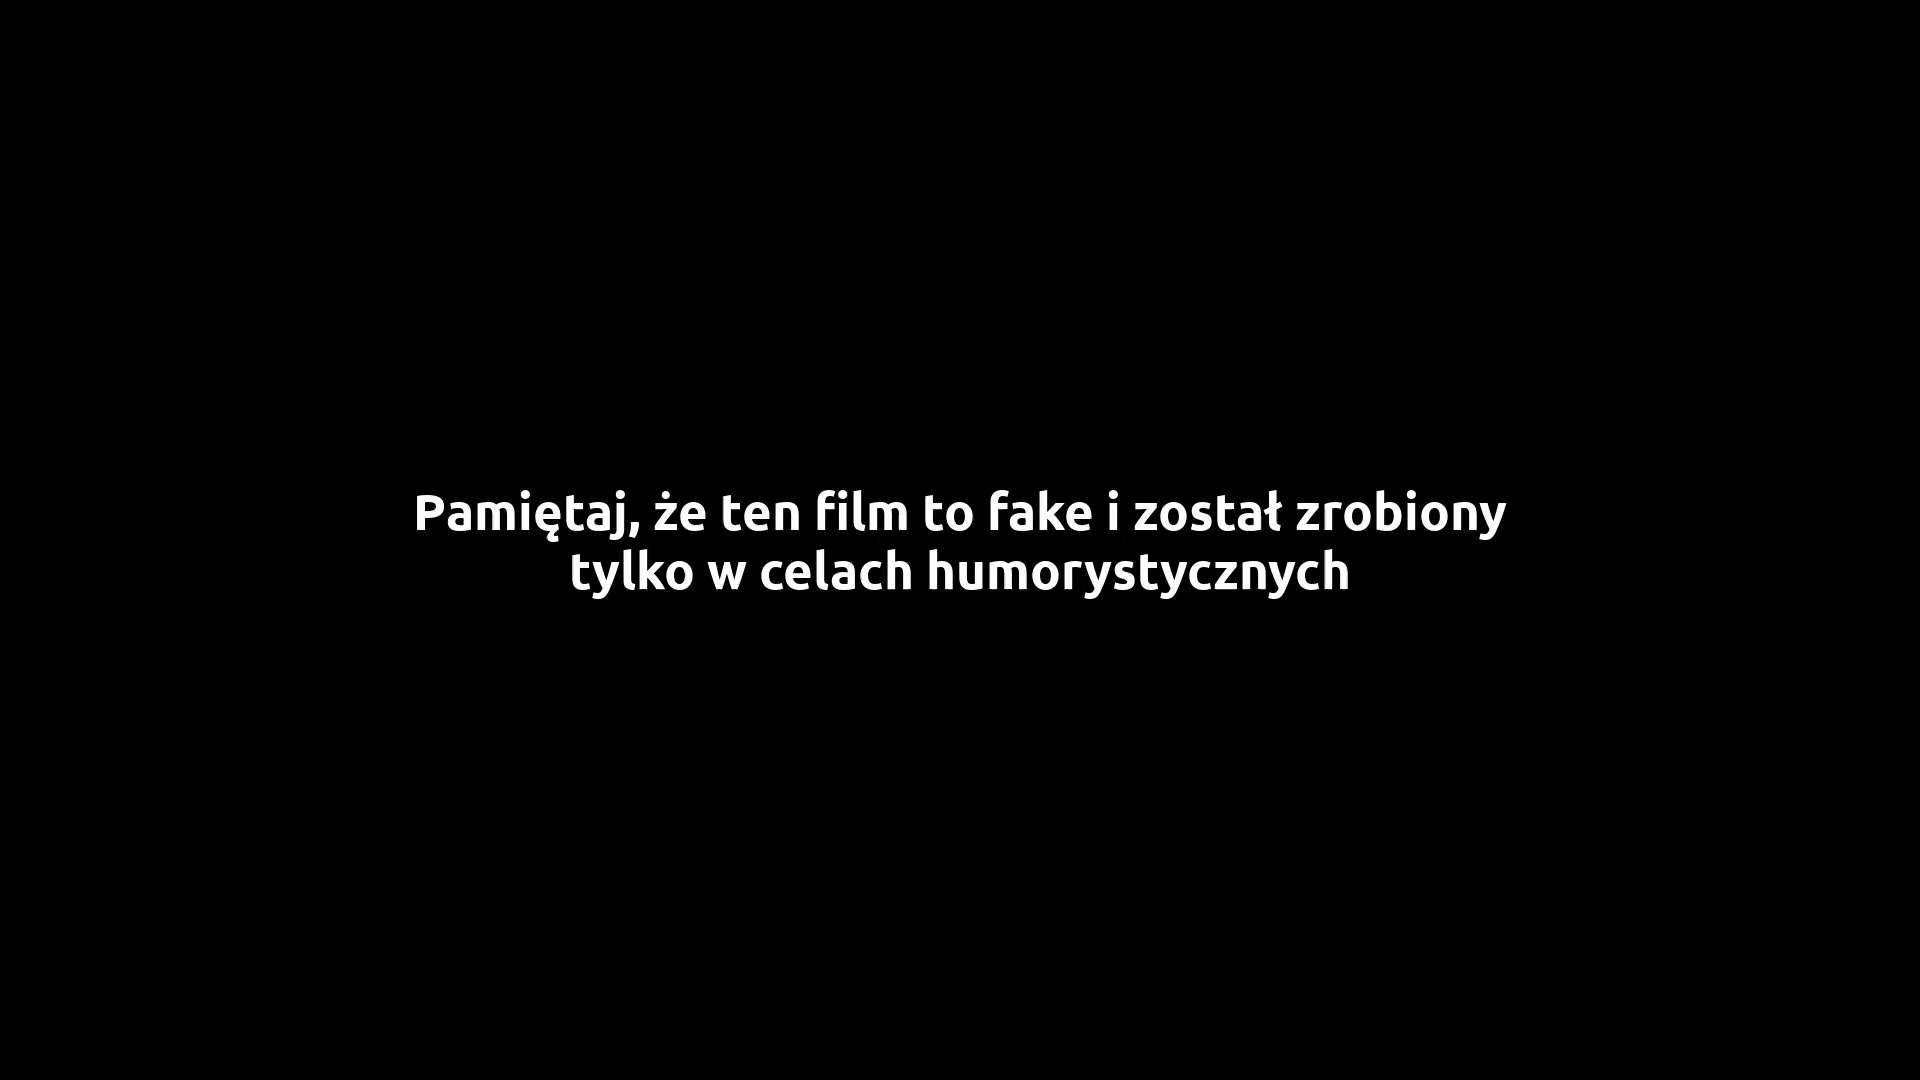 Pamiętaj, że ten film to fake i został zrobiony
tylko w celach humorystycznych